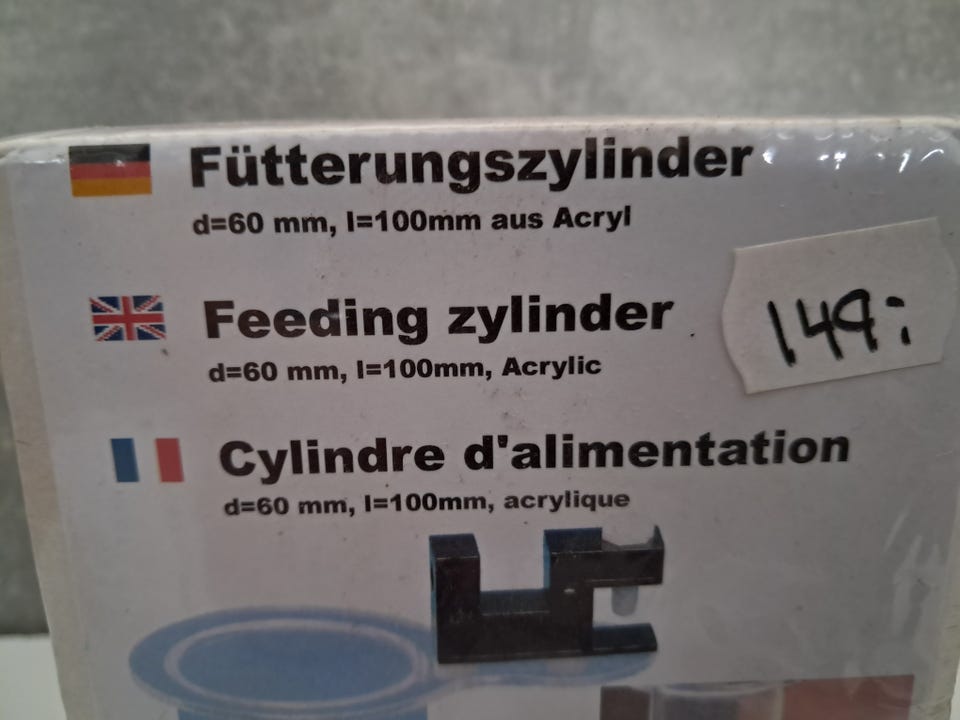 Fütterungszylinder
d=60 mm, l=100mm aus Acryl
Feeding zylinder
d=60 mm, l=100mm, Acrylic
149:
Cylindre d'alimentation
d=60 mm, l=100mm, acrylique